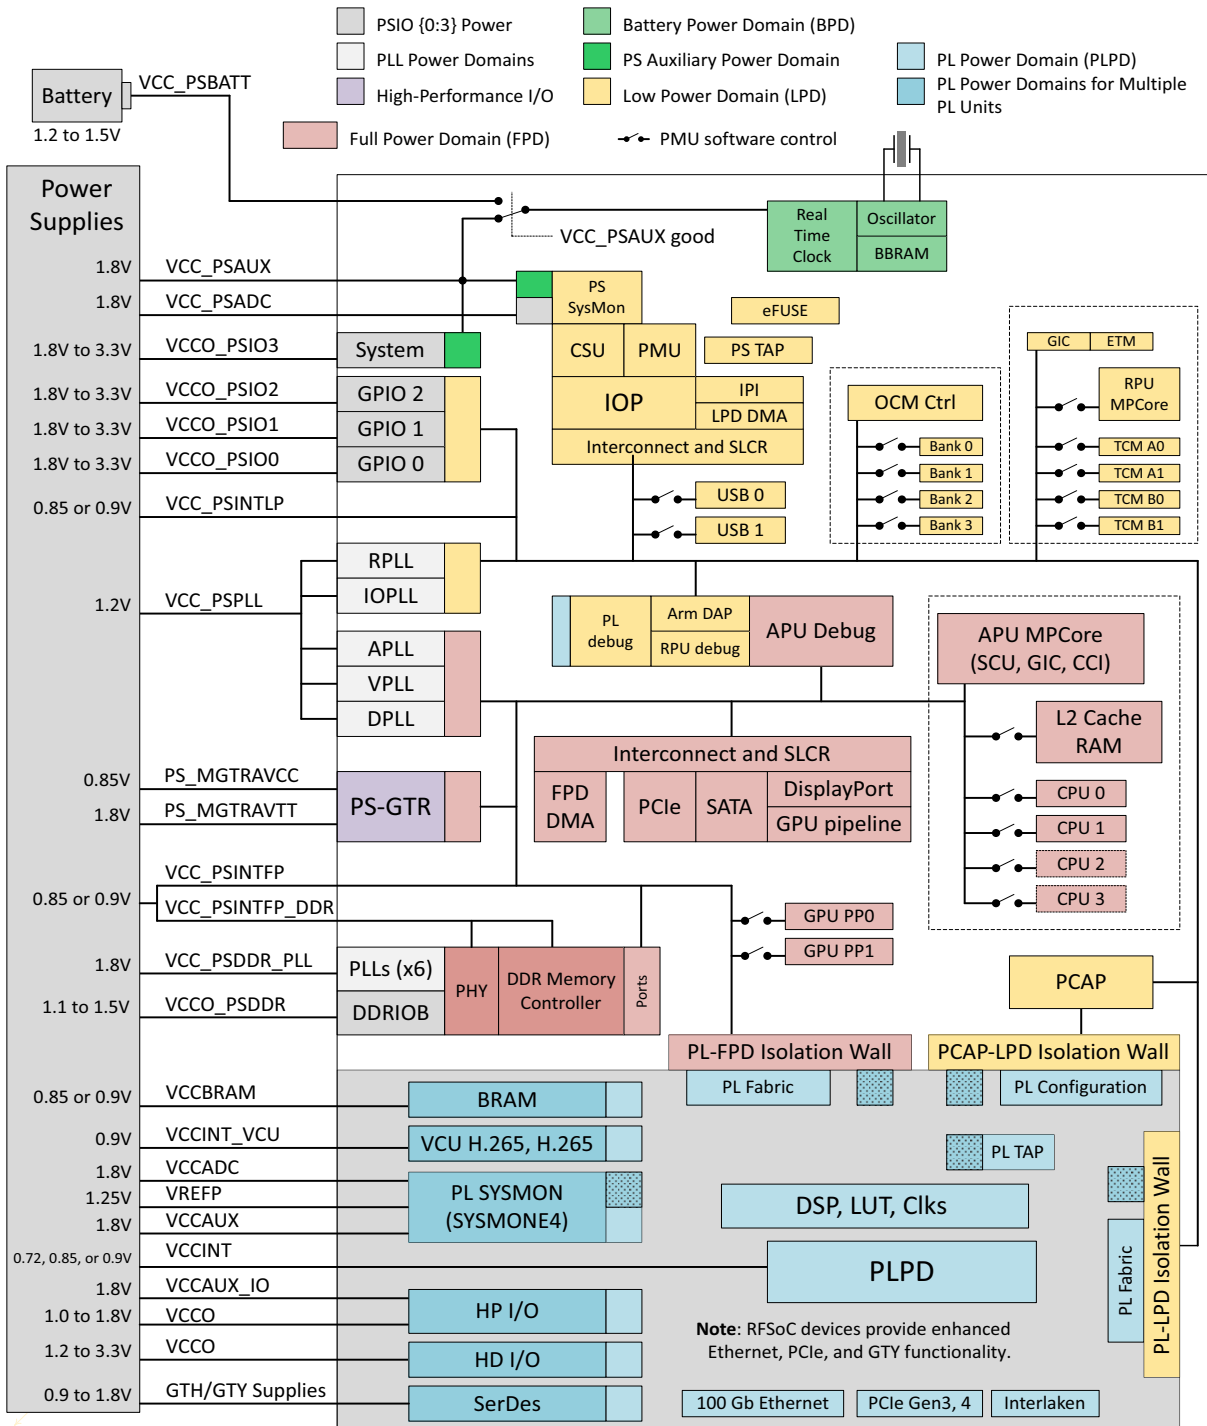 PSIO {0:3} Power
Battery Power Domain (BPD)
PLL Power Domains
PS Auxiliary Power Domain
PL Power Domain (PLPD)
High-Performance I/O
Low Power Domain (LPD)
PL Power Domains for Multiple
PL Units
Full Power Domain (FPD)
PMU software control
Battery
VCC_PSBATT
1.2 to 1.5V
Power
Supplies
Real
Time
Clock
Oscillator
BBRAM
VCC_PSAUX good
1.8V
VCC_PSAUX
1.8V
VCC_PSADC
PS
SysMon
eFUSE
1.8V to 3.3V
VCCO_PSIO3
System
CSU
PMU
PS TAP
GIC
ETM
RPU
MPCore
1.8V to 3.3V
VCCO_PSIO2
GPIO 2
IOP
IPI
LPD DMA
OCM Ctrl
1.8V to 3.3V
VCCO_PSIO1
GPIO 1
Interconnect and SLCR
Bank 0
TCM A0
1.8V to 3.3V
VCCO_PSIO0
GPIO 0
Bank 1
TCM A1
0.85 or 0.9V
VCC_PSINTLP
USB 0
Bank 2
TCM B0
USB 1
Bank 3
TCM B1
RPLL
1.2V
VCC_PSPLL
IOPLL
PL
debug
Arm DAP
RPU debug
APU Debug
APU MPCore
(SCU, GIC, CCI)
APLL
VPLL
DPLL
L2 Cache
RAM
Interconnect and SLCR
0.85V
PS_MGTRAVCC
PS-GTR
FPD
DMA
PCIe
SATA
DisplayPort
GPU pipeline
CPU 0
1.8V
PS_MGTRAVTT
CPU 1
CPU 2
VCC_PSINTFP
0.85 or 0.9V
VCC_PSINTFP_DDR
CPU 3
GPU PP0
GPU PP1
1.8V
VCC_PSDDR_PLL
PLLs (x6)
PHY
DDR Memory
Controller
Ports
PCAP
1.1 to 1.5V
VCCO_PSDDR
DDRIOB
PL-FPD Isolation Wall
PCAP-LPD Isolation Wall
PL Fabric
PL Configuration
0.85 or 0.9V
VCCBRAM
BRAM
0.9V
VCCINT_VCU
VCU H.265, H.265
PL TAP
1.8V
VCCADC
1.25V
VREFP
PL SYSMON
(SYSMONE4)
DSP, LUT, Clks
1.8V
VCCAUX
0.72, 0.85, or 0.9V
VCCINT
PLPD
PL Fabric
PL-LPD Isolation Wall
1.8V
VCCAUX_IO
HP I/O
1.0 to 1.8V
VCCO
Note: RFSoC devices provide enhanced
Ethernet, PCIe, and GTY functionality.
1.2 to 3.3V
VCCO
HD I/O
0.9 to 1.8V
GTH/GTY Supplies
SerDes
100 Gb Ethernet
PCIe Gen3, 4
Interlaken